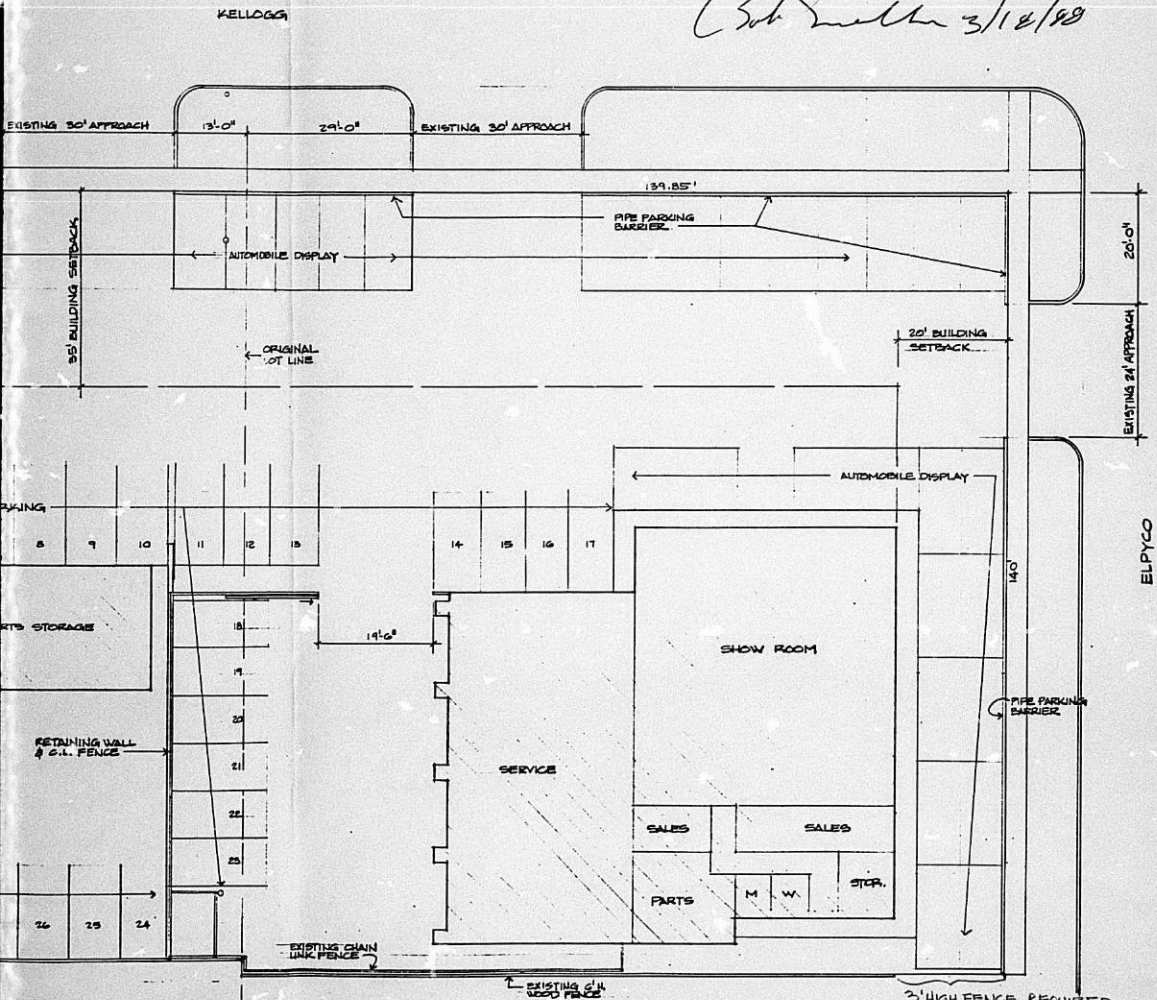 KELLOGG
3/18/88
EXISTING 30' APPROACH
13'-0"
29'-0"
EXISTING 30' APPROACH
139.85'
PIPE PARKING
BARRIER
AUTOMOBILE DISPLAY
20'-0"
35' BUILDING SETBACK
ORIGINAL
LOT LINE
20' BUILDING
SETBACK
EXISTING 24' APPROACH
AUTOMOBILE DISPLAY
RKING
8
9
10
11
12
13
14
15
16
17
140'
ELPYCO
RTS STORAGE
18
19'-6"
SHOW ROOM
19
20
PIPE PARKING
BARRIER
RETAINING WALL
& C.L. FENCE
21
SERVICE
22
SALES
SALES
23
STOR.
M
W
PARTS
26
25
24
EXISTING CHAIN
LINK FENCE
EXISTING 6'H.
WOOD FENCE
3' HIGH FENCE REQUIRED